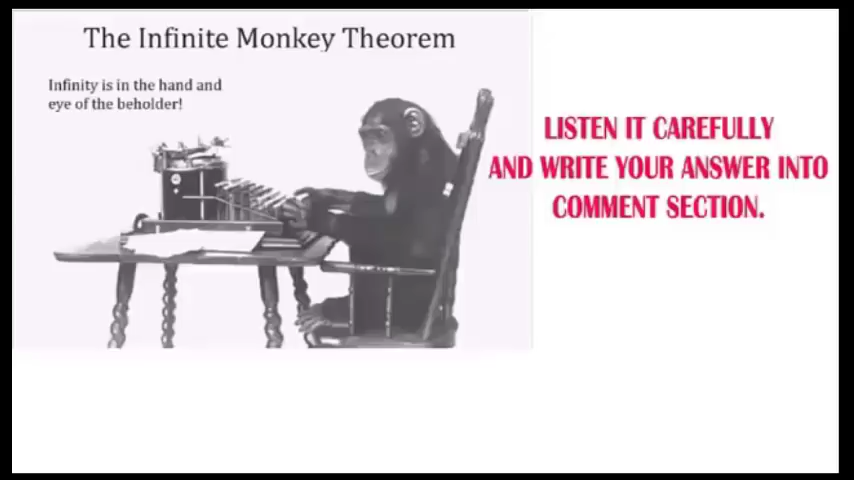 The Infinite Monkey Theorem
Infinity is in the hand and
eye of the beholder!
LISTEN IT CAREFULLY
AND WRITE YOUR ANSWER INTO
COMMENT SECTION.